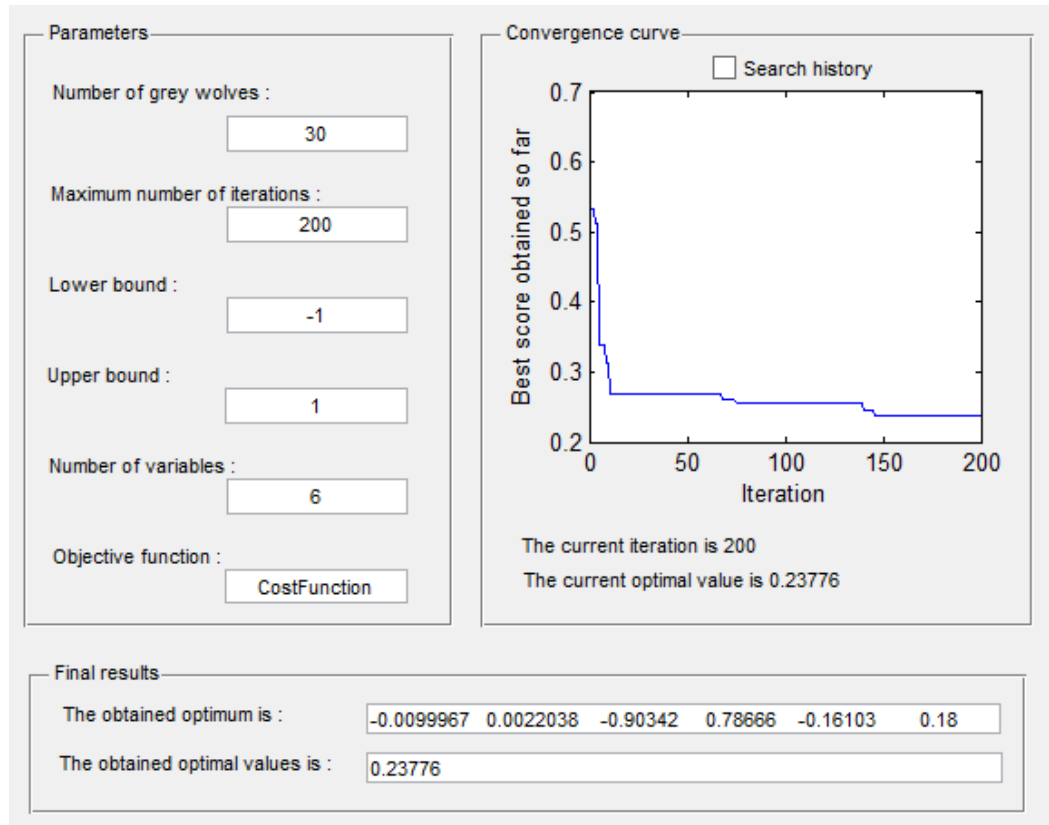 Parameters
Number of grey wolves :
30
Maximum number of iterations :
200
Lower bound :
-1
Upper bound :
1
Number of variables :
6
Objective function :
CostFunction
Convergence curve
Search history
Best score obtained so far
0.7
0.6
0.5
0.4
0.3
0.2
0 50 100 150 200
Iteration
The current iteration is 200
The current optimal value is 0.23776
Final results
The obtained optimum is :
-0.0099967 0.0022038 -0.90342 0.78666 -0.16103 0.18
The obtained optimal values is :
0.23776